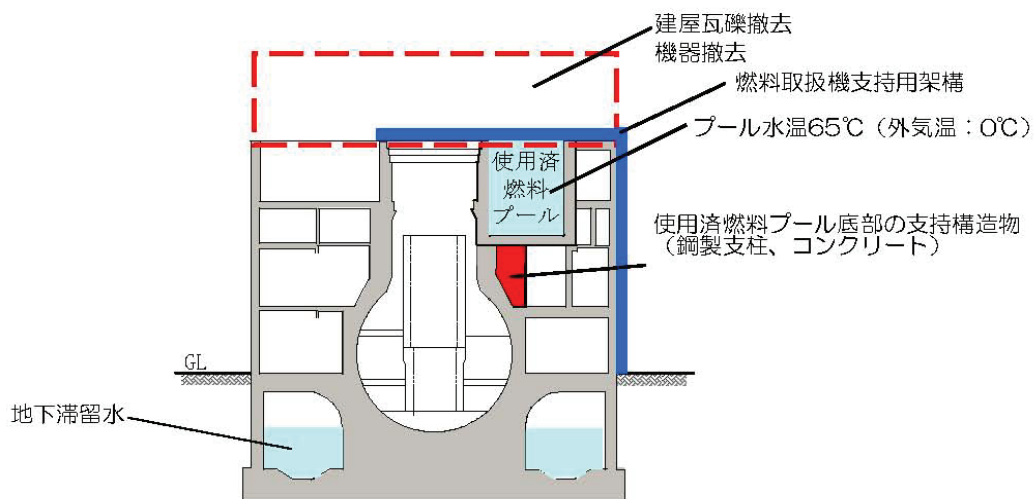 建屋瓦礫撤去
機器撤去
燃料取扱機支持用架構
プール水温65℃（外気温：0℃）
使用済
燃料
プール
使用済燃料プール底部の支持構造物
（鋼製支柱、コンクリート）
GL
地下滞留水